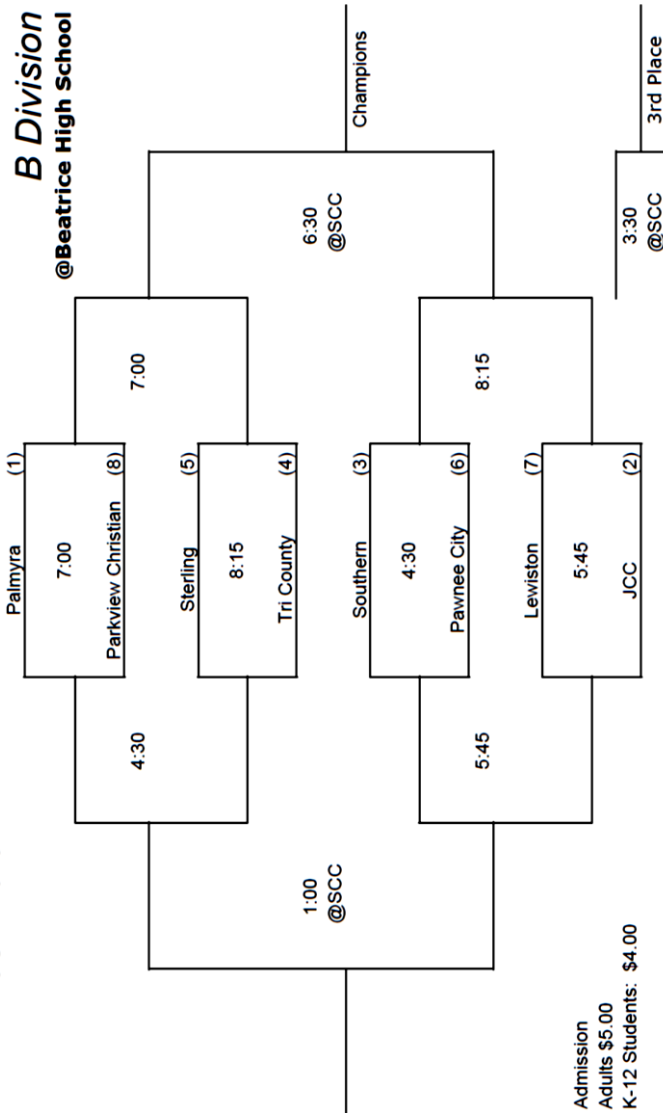 B Division
@Beatrice High School
Palmyra
(1)
7:00
Parkview Christian
(8)
Sterling
(5)
8:15
Tri County
(4)
Southern
(3)
4:30
Pawnee City
(6)
Lewiston
(7)
5:45
JCC
(2)
7:00
8:15
6:30
@SCC
Champions
3:30
@SCC
3rd Place
4:30
5:45
1:00
@SCC
Admission
Adults $5.00
K-12 Students: $4.00